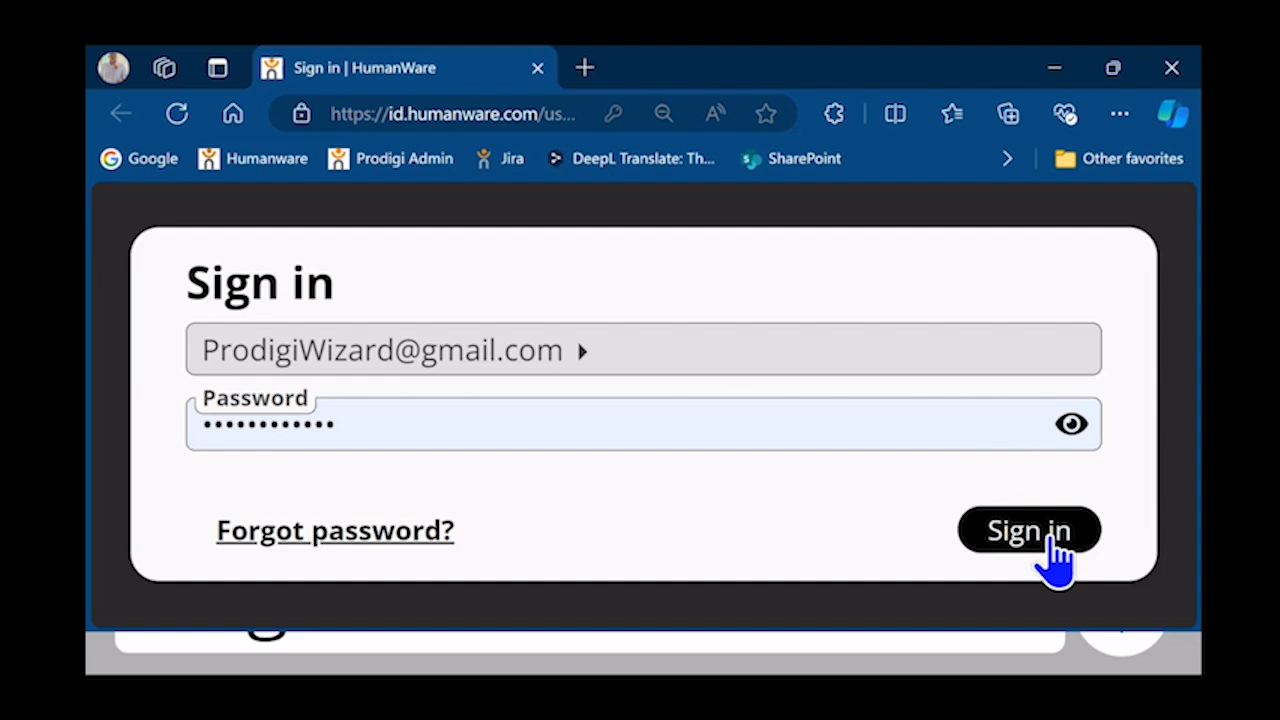 Sign in | HumanWare
https://id.humanware.com/us...
Google Humanware Prodigi Admin Jira DeepL Translate: Th... SharePoint Other favorites
Sign in
ProdigiWizard@gmail.com
Password
••••••••••••
Forgot password?
Sign in